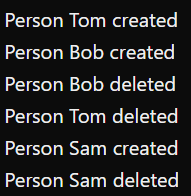 Person Tom created
Person Bob created
Person Bob deleted
Person Tom deleted
Person Sam created
Person Sam deleted